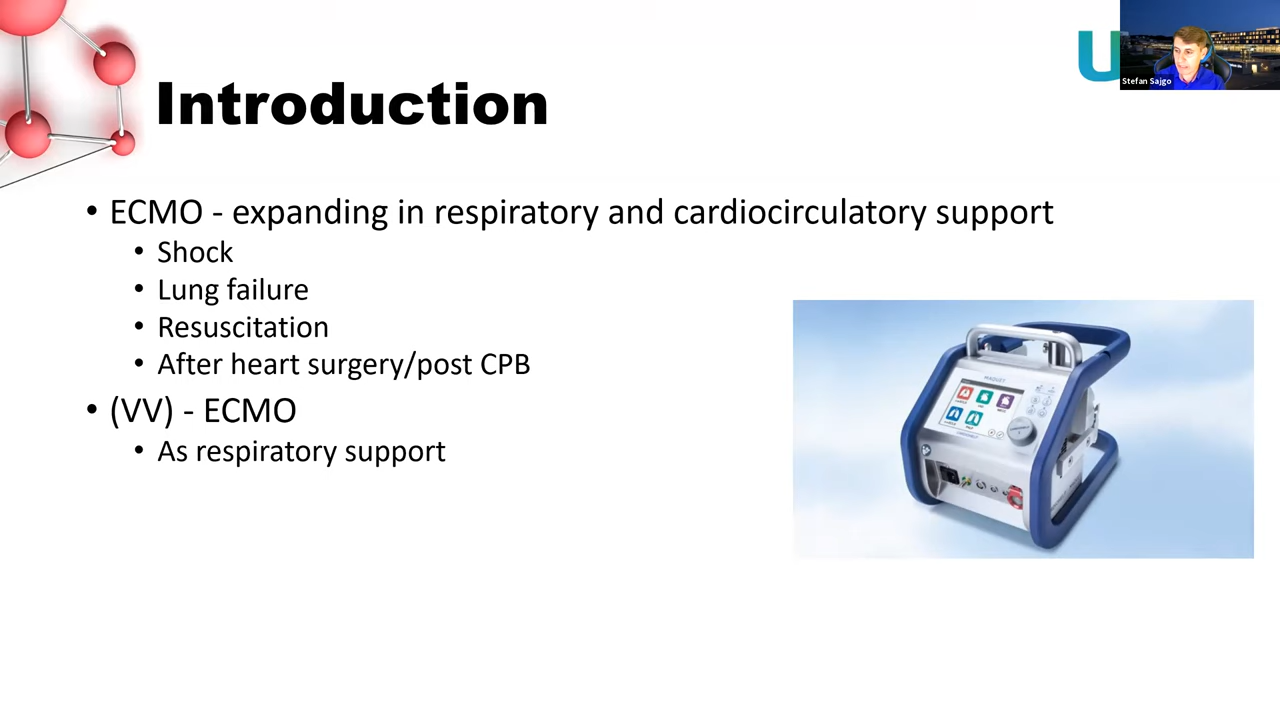 Introduction
U
Stefan Sajgo
• ECMO - expanding in respiratory and cardiocirculatory support
• Shock
• Lung failure
• Resuscitation
• After heart surgery/post CPB
• (VV) - ECMO
• As respiratory support
MAQUET